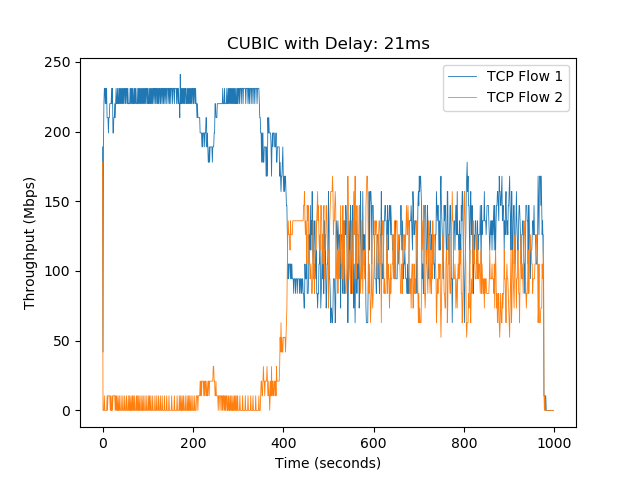 CUBIC with Delay: 21ms
TCP Flow 1
TCP Flow 2
250
200
150
100
50
0
Throughput (Mbps)
0 200 400 600 800 1000
Time (seconds)